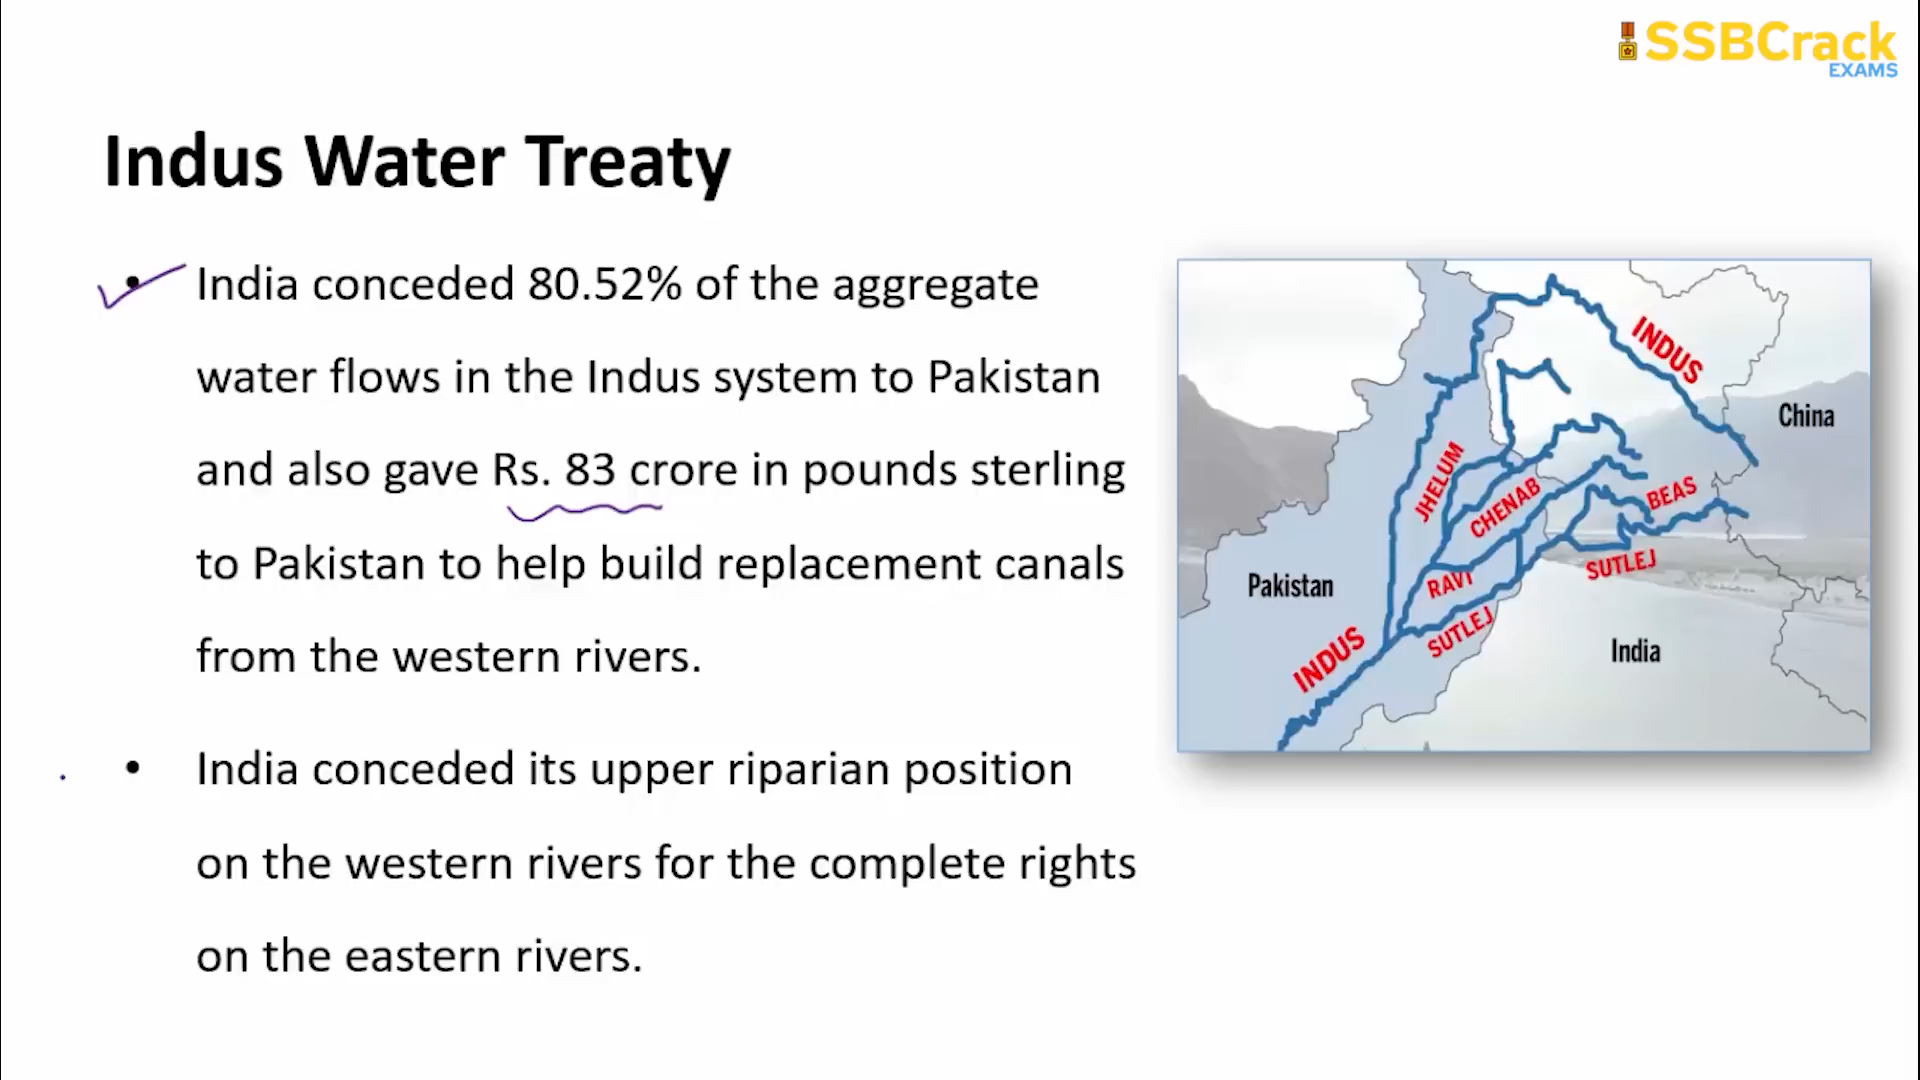 SSBCrack
EXAMS
Indus Water Treaty
• India conceded 80.52% of the aggregate
water flows in the Indus system to Pakistan
and also gave Rs. 83 crore in pounds sterling
to Pakistan to help build replacement canals
from the western rivers.
• India conceded its upper riparian position
on the western rivers for the complete rights
on the eastern rivers.
INDUS
China
JHELUM
CHENAB
BEAS
SUTLEJ
Pakistan
RAVI
SUTLEJ
INDUS
India